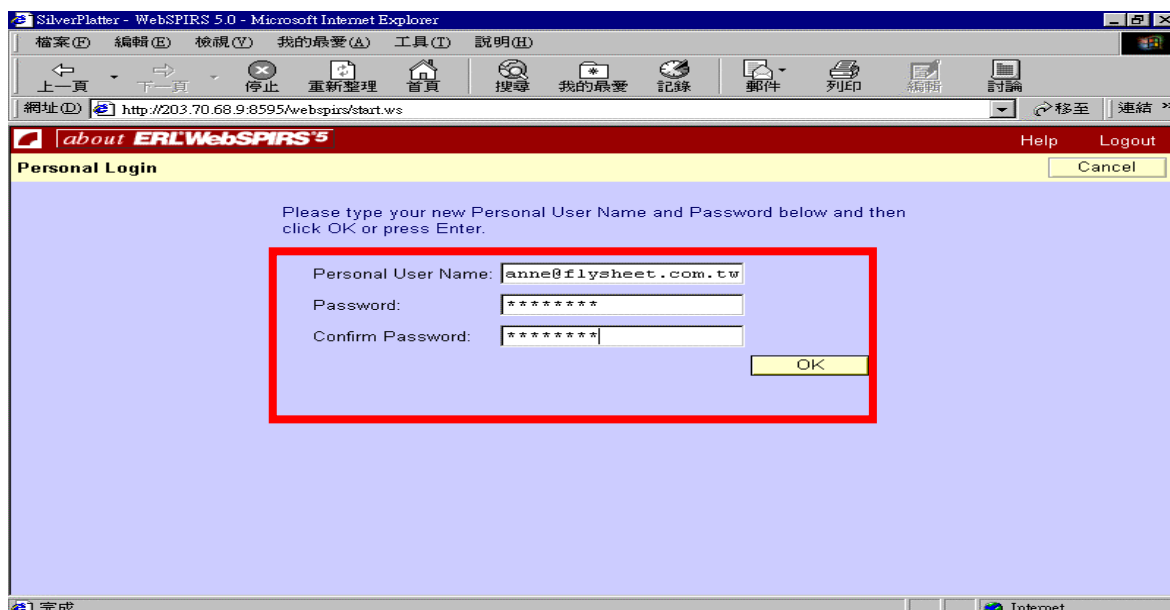 SilverPlatter - WebSPIRS 5.0 - Microsoft Internet Explorer
檔案(F) 編輯(E) 檢視(V) 我的最愛(A) 工具(T) 說明(H)
上一頁 下一頁 停止 重新整理 首頁 搜尋 我的最愛 記錄 郵件 列印 編輯 討論
網址(D) http://203.70.68.9:8595/webspirs/start.ws 移至 連結 »
about ERL WebSPIRS 5 Help Logout
Personal Login Cancel
Please type your new Personal User Name and Password below and then
click OK or press Enter.
Personal User Name: anne@flysheet.com.tw
Password: ********
Confirm Password: ********
OK
完成 Internet